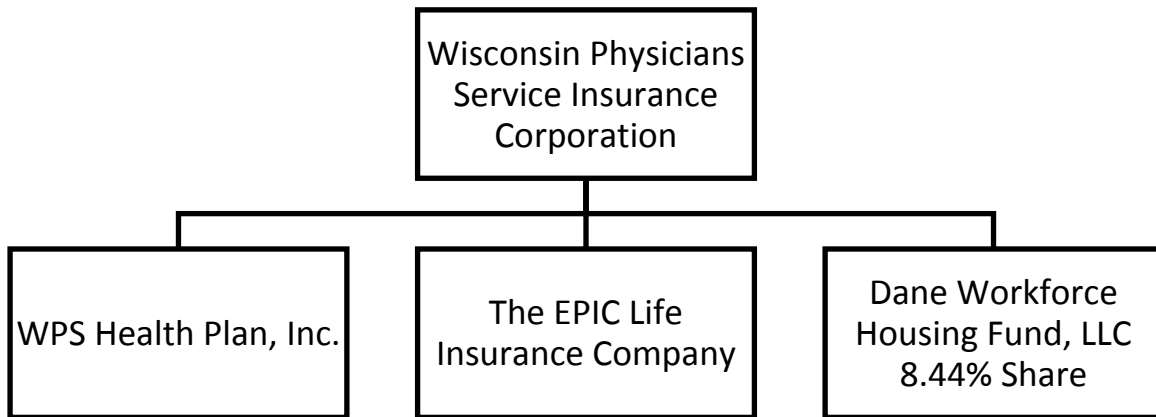 Wisconsin Physicians
Service Insurance
Corporation
WPS Health Plan, Inc.
The EPIC Life
Insurance Company
Dane Workforce
Housing Fund, LLC
8.44% Share